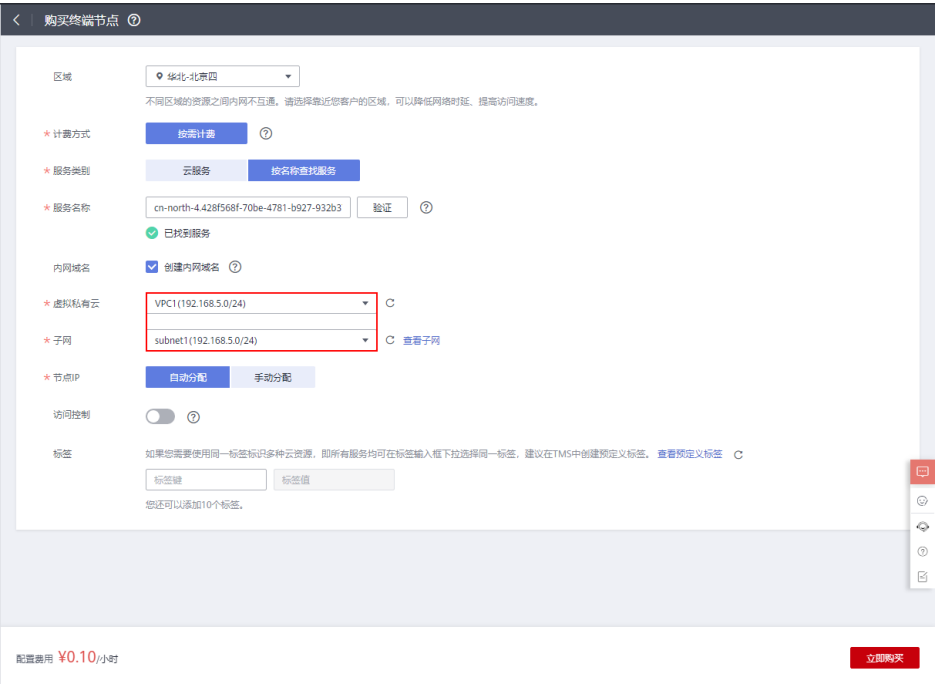 购买终端节点
区域
华北-北京四
不同区域的资源之间内网不互通。请选择靠近您客户的区域，可以降低网络时延、提高访问速度。
* 计费方式
按需计费
* 服务类别
云服务
按名称查找服务
* 服务名称
cn-north-4.428f568f-70be-4781-b927-932b3
验证
已找到服务
内网域名
创建内网域名
* 虚拟私有云
VPC1(192.168.5.0/24)
* 子网
subnet1(192.168.5.0/24)
查看子网
* 节点IP
自动分配
手动分配
访问控制
标签
如果您需要使用同一标签标识多种云资源，即所有服务均可在标签输入框下拉选择同一标签，建议在TMS中创建预定义标签。 查看预定义标签
标签键
标签值
您还可以添加10个标签。
配置费用 ¥0.10/小时
立即购买